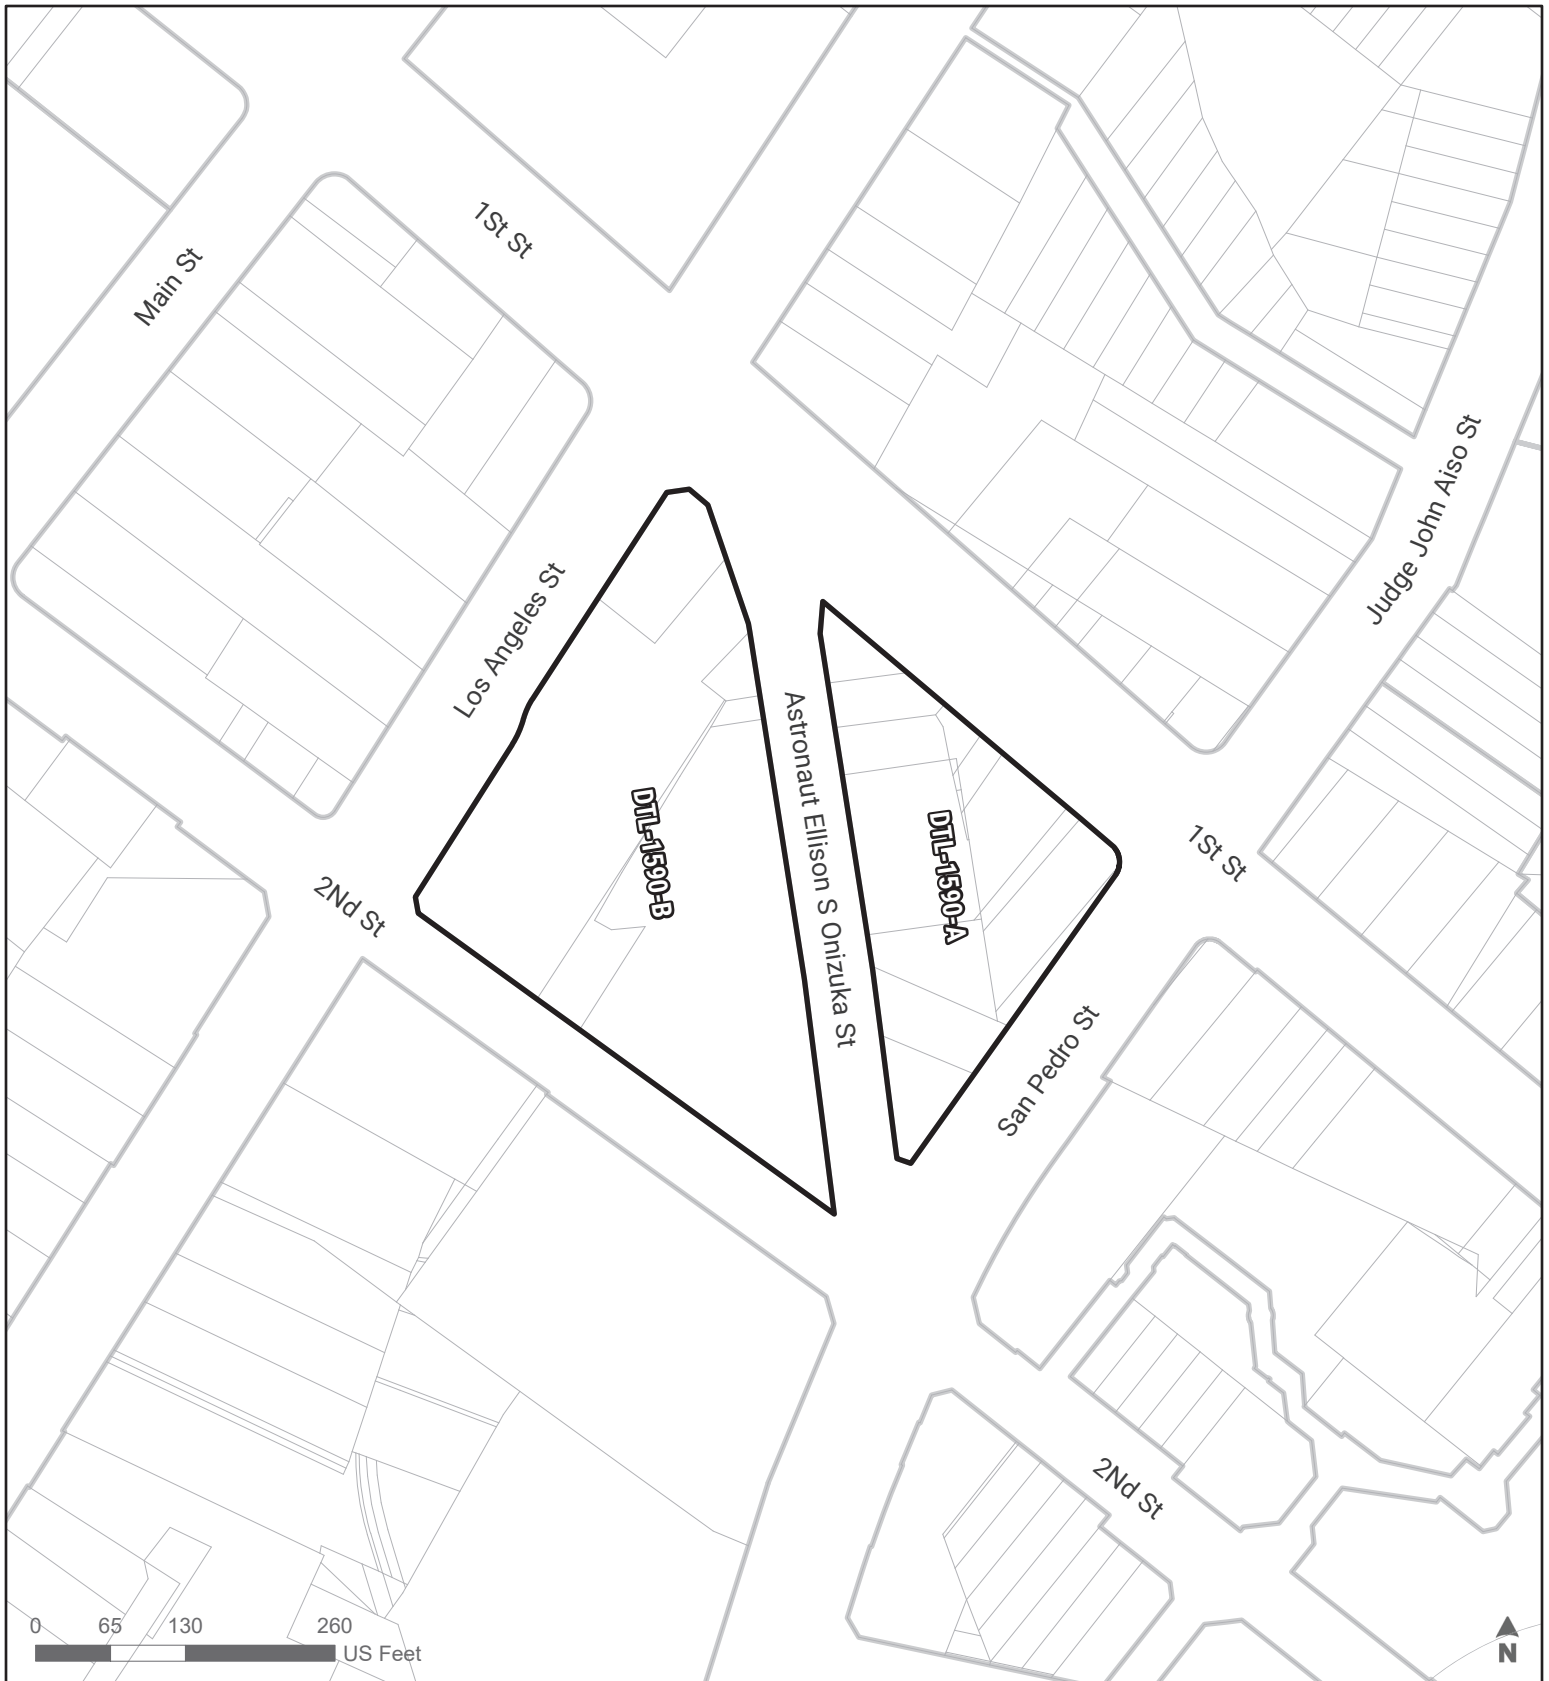 1St St
Main St
Judge John Aiso St
Los Angeles St
Astronaut Ellison S Onizuka St
DTL-1590-B
DTL-1590-A
1St St
2Nd St
San Pedro St
2Nd St
0 65 130 260
US Feet
N